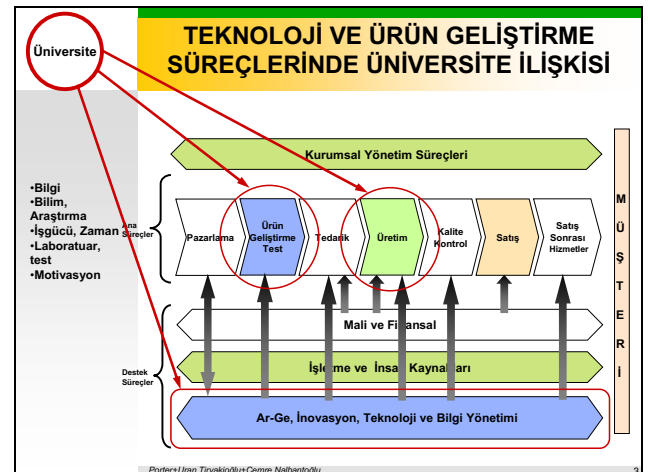 Üniversite
TEKNOLOJİ VE ÜRÜN GELİŞTİRME
SÜREÇLERİNDE ÜNİVERSİTE İLİŞKİSİ
Kurumsal Yönetim Süreçleri
•Bilgi
•Bilim,
Araştırma
•İşgücü, Zaman
•Laboratuar,
test
•Motivasyon
Ana
Süreçler
Pazarlama
Ürün
Geliştirme
Test
Tedarik
Üretim
Kalite
Kontrol
Satış
Satış
Sonrası
Hizmetler
M
Ü
Ş
T
E
R
İ
Mali ve Finansal
Destek
Süreçler
İşletme ve İnsan Kaynakları
Ar-Ge, İnovasyon, Teknoloji ve Bilgi Yönetimi
Porter+Uran Tiryakioğlu+Cemre Nalbantoğlu
3